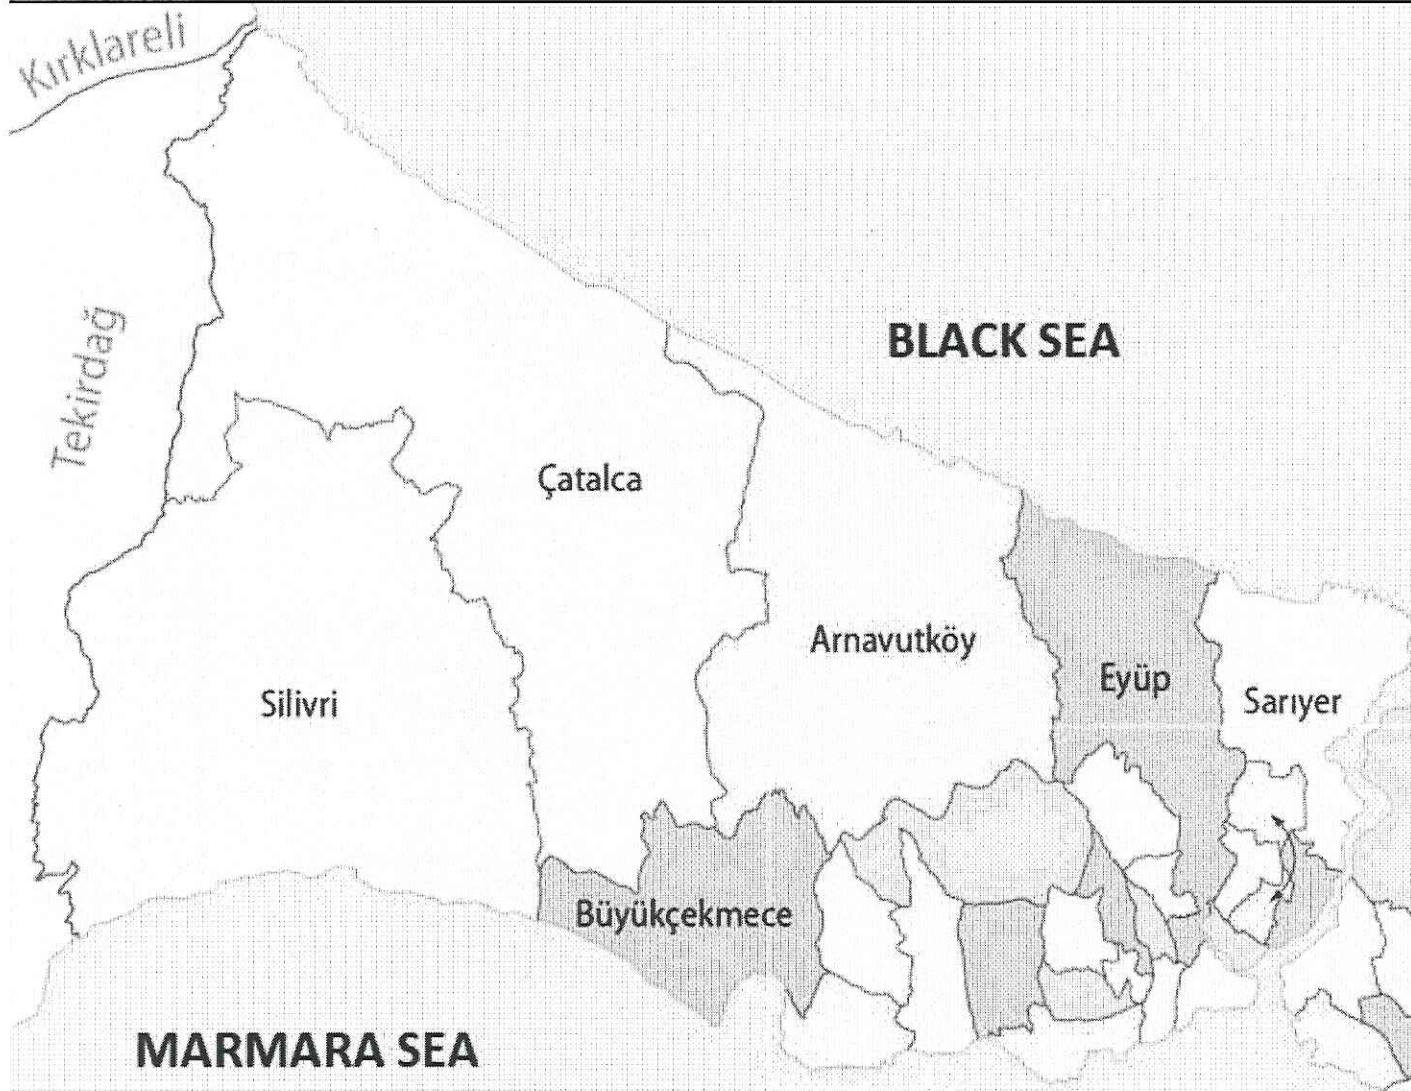 Kırklareli
Tekirdağ
BLACK SEA
Çatalca
Arnavutköy
Eyüp
Sarıyer
Silivri
Büyükçekmece
MARMARA SEA